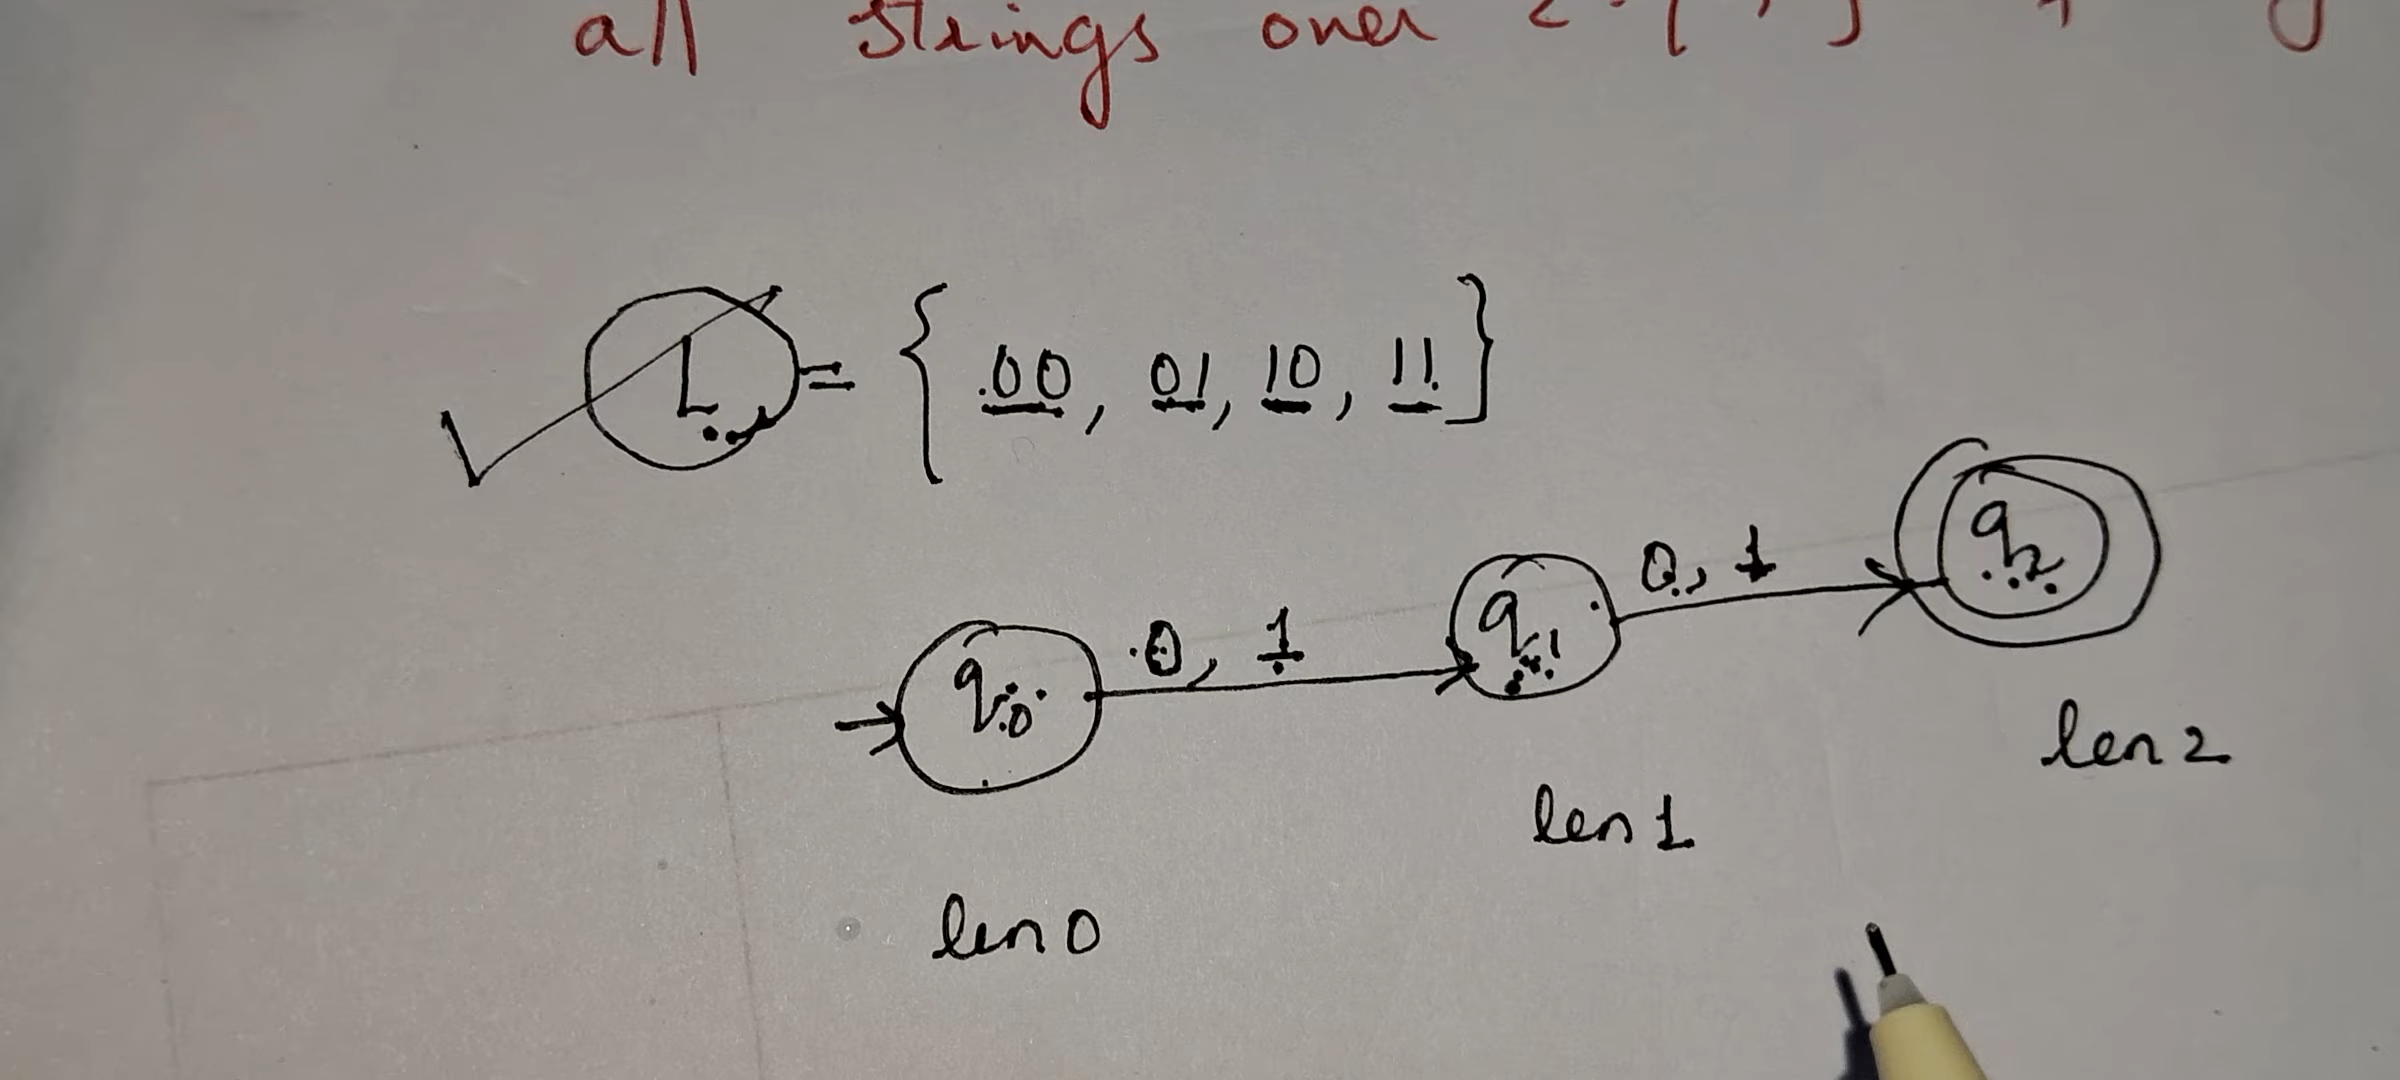 all strings over
L = { 00, 01, 10, 11 }
q0 0, 1 q1 0, 1 q2
len 0 len 1 len 2